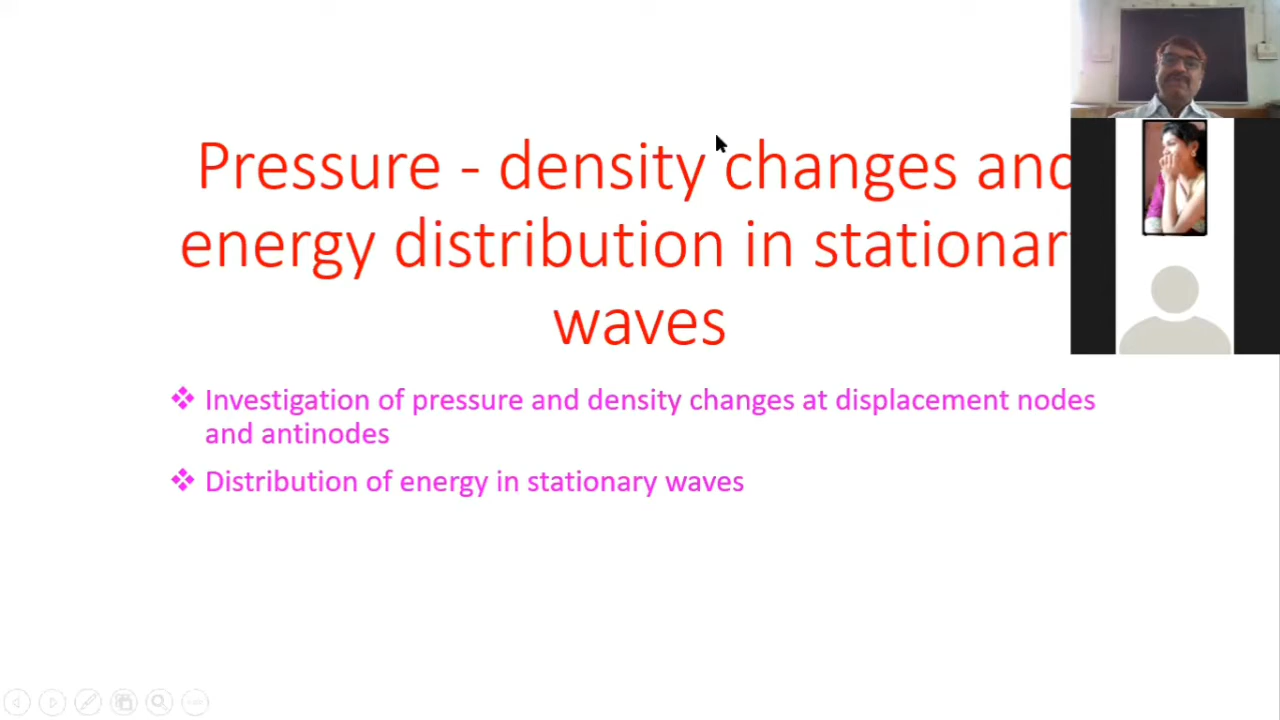 Pressure - density changes and
energy distribution in stationar
waves
❖ Investigation of pressure and density changes at displacement nodes
and antinodes
❖ Distribution of energy in stationary waves